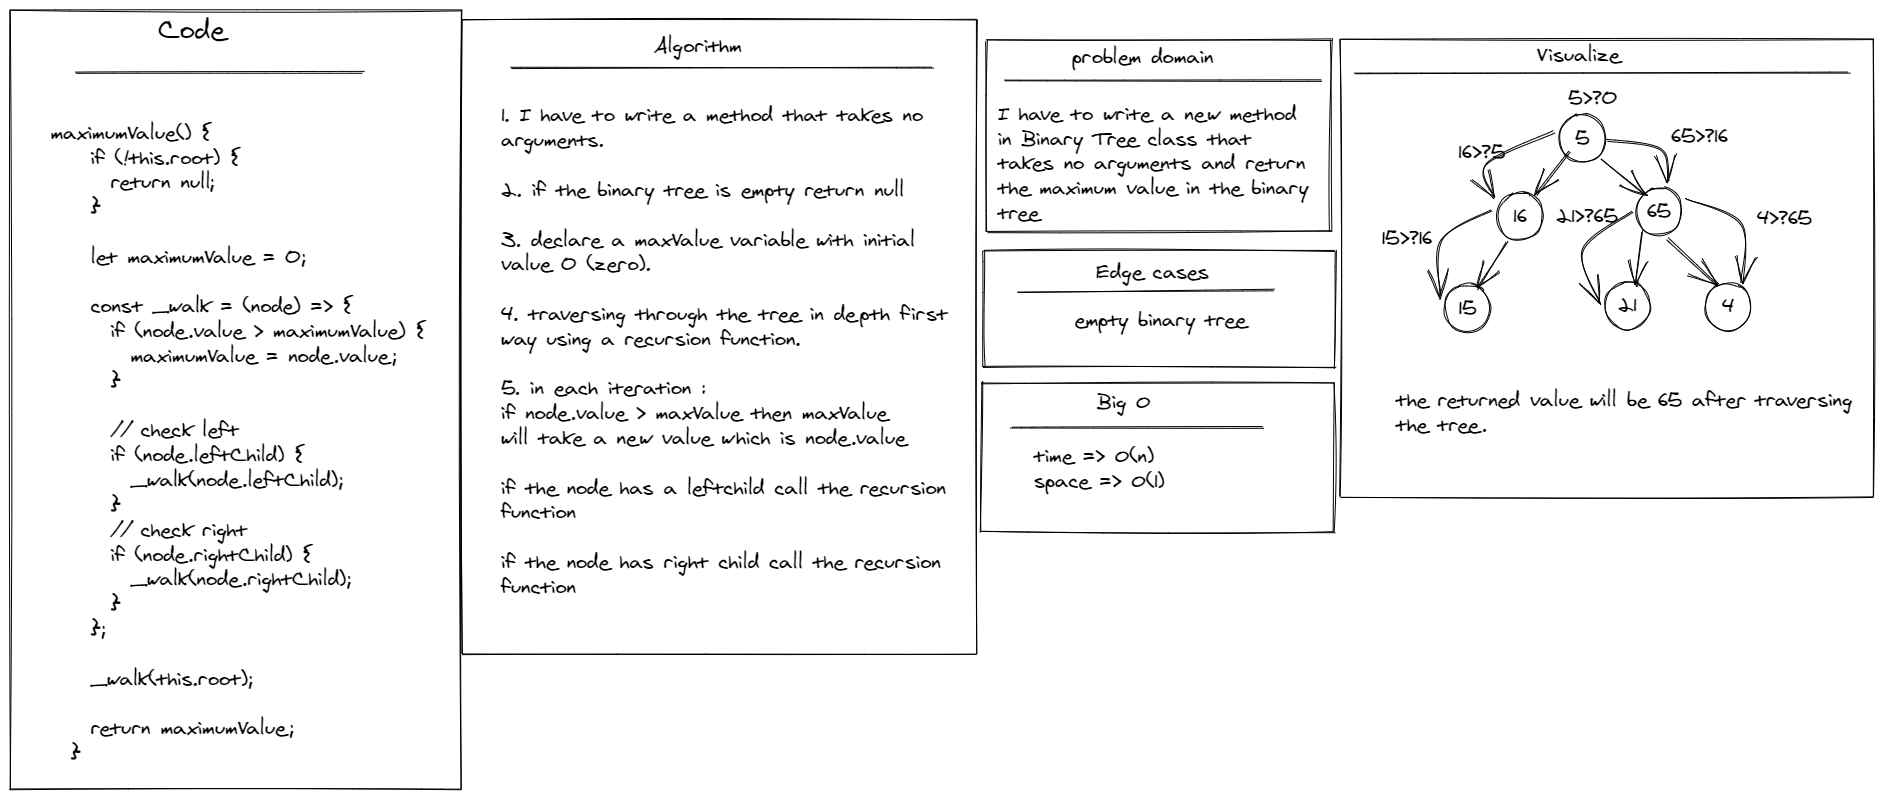 Code
maximumValue() {
if (!this.root) {
return null;
}
let maximumValue = 0;
const _walk = (node) => {
if (node.value > maximumValue) {
maximumValue = node.value;
}
// check left
if (node.leftChild) {
_walk(node.leftChild);
}
// check right
if (node.rightChild) {
_walk(node.rightChild);
}
};
_walk(this.root);
return maximumValue;
}
Algorithm
1. I have to write a method that takes no
arguments.
2. if the binary tree is empty return null
3. declare a maxValue variable with initial
value 0 (zero).
4. traversing through the tree in depth first
way using a recursion function.
5. in each iteration :
if node.value > maxValue then maxValue
will take a new value which is node.value
if the node has a leftchild call the recursion
function
if the node has right child call the recursion
function
problem domain
I have to write a new method
in Binary Tree class that
takes no arguments and return
the maximum value in the binary
tree
Edge cases
empty binary tree
Big O
time => O(n)
space => O(1)
Visualize
5>?0
5
16>?5
65>?16
16
65
15>?16
21>?65
4>?65
15
21
4
the returned value will be 65 after traversing
the tree.